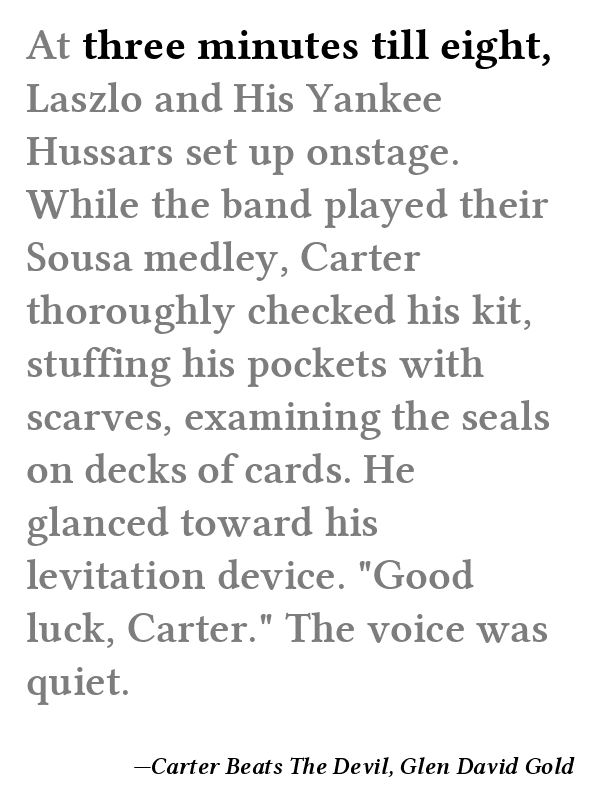 At three minutes till eight,
Laszlo and His Yankee
Hussars set up onstage.
While the band played their
Sousa medley, Carter
thoroughly checked his kit,
stuffing his pockets with
scarves, examining the seals
on decks of cards. He
glanced toward his
levitation device. "Good
luck, Carter." The voice was
quiet.
—Carter Beats The Devil, Glen David Gold